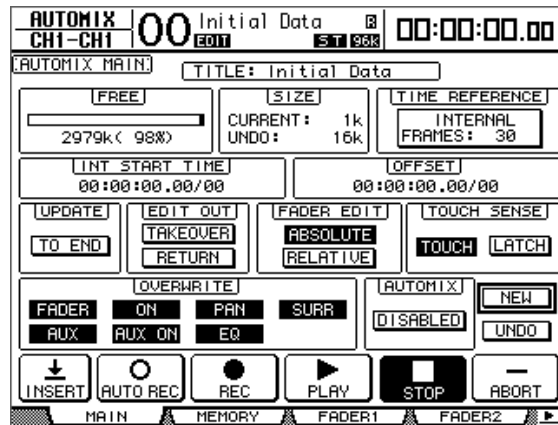 AUTOMIX
CH1-CH1
00 Initial Data R
EDIT ST 96k
00:00:00.00
AUTOMIX MAIN
TITLE: Initial Data
FREE
2979k( 98%)
SIZE
CURRENT: 1k
UNDO: 16k
TIME REFERENCE
INTERNAL
FRAMES: 30
INT START TIME
00:00:00.00/00
OFFSET
00:00:00.00/00
UPDATE
TO END
EDIT OUT
TAKEOVER
RETURN
FADER EDIT
ABSOLUTE
RELATIVE
TOUCH SENSE
TOUCH LATCH
OVERWRITE
FADER ON PAN SURR
AUX AUX ON EQ
AUTOMIX
DISABLED
NEW
UNDO
INSERT AUTO REC REC PLAY STOP ABORT
MAIN MEMORY FADER1 FADER2